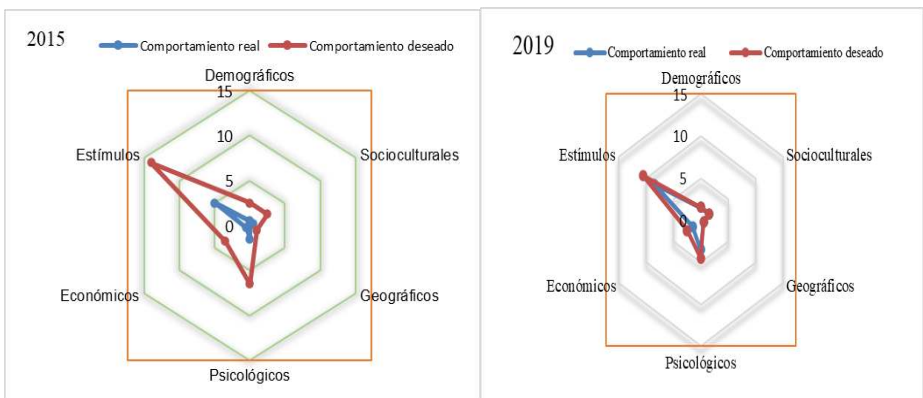 2015
Comportamiento real
Comportamiento deseado
Demográficos
15
10
5
0
Estímulos
Socioculturales
Económicos
Geográficos
Psicológicos
2019
Comportamiento real
Comportamiento deseado
Demográficos
15
10
5
0
Estímulos
Socioculturales
Económicos
Geográficos
Psicológicos